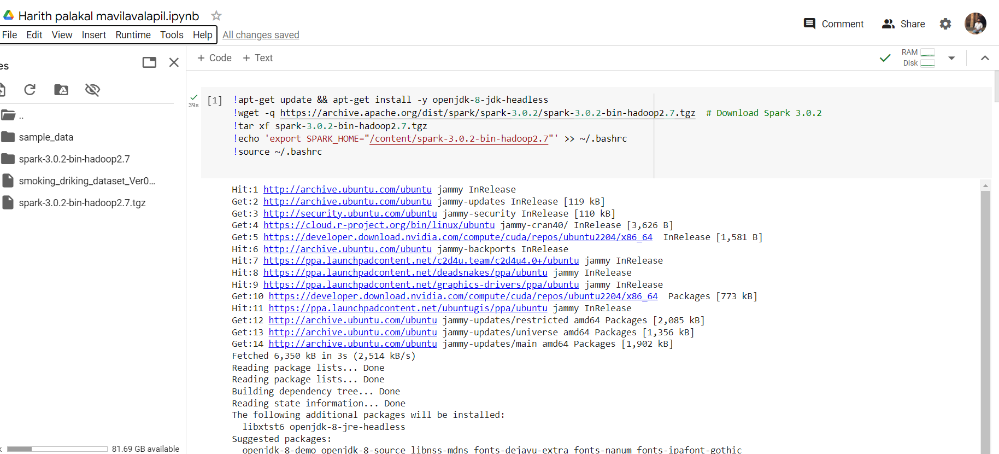 Harith palakal mavilavalapil.ipynb
File Edit View Insert Runtime Tools Help All changes saved
Comment Share
es
+ Code + Text
RAM
Disk
..
sample_data
spark-3.0.2-bin-hadoop2.7
smoking_driking_dataset_Ver0...
spark-3.0.2-bin-hadoop2.7.tgz
81.69 GB available
39s
[1] !apt-get update && apt-get install -y openjdk-8-jdk-headless
!wget -q https://archive.apache.org/dist/spark/spark-3.0.2/spark-3.0.2-bin-hadoop2.7.tgz # Download Spark 3.0.2
!tar xf spark-3.0.2-bin-hadoop2.7.tgz
!echo 'export SPARK_HOME="/content/spark-3.0.2-bin-hadoop2.7"' >> ~/.bashrc
!source ~/.bashrc
Hit:1 http://archive.ubuntu.com/ubuntu jammy InRelease
Get:2 http://archive.ubuntu.com/ubuntu jammy-updates InRelease [119 kB]
Get:3 http://security.ubuntu.com/ubuntu jammy-security InRelease [110 kB]
Get:4 https://cloud.r-project.org/bin/linux/ubuntu jammy-cran40/ InRelease [3,626 B]
Get:5 https://developer.download.nvidia.com/compute/cuda/repos/ubuntu2204/x86_64 InRelease [1,581 B]
Hit:6 http://archive.ubuntu.com/ubuntu jammy-backports InRelease
Hit:7 https://ppa.launchpadcontent.net/c2d4u.team/c2d4u4.0+/ubuntu jammy InRelease
Hit:8 https://ppa.launchpadcontent.net/deadsnakes/ppa/ubuntu jammy InRelease
Hit:9 https://ppa.launchpadcontent.net/graphics-drivers/ppa/ubuntu jammy InRelease
Get:10 https://developer.download.nvidia.com/compute/cuda/repos/ubuntu2204/x86_64 Packages [773 kB]
Hit:11 https://ppa.launchpadcontent.net/ubuntugis/ppa/ubuntu jammy InRelease
Get:12 http://archive.ubuntu.com/ubuntu jammy-updates/restricted amd64 Packages [2,085 kB]
Get:13 http://archive.ubuntu.com/ubuntu jammy-updates/universe amd64 Packages [1,356 kB]
Get:14 http://archive.ubuntu.com/ubuntu jammy-updates/main amd64 Packages [1,902 kB]
Fetched 6,350 kB in 3s (2,514 kB/s)
Reading package lists... Done
Reading package lists... Done
Building dependency tree... Done
Reading state information... Done
The following additional packages will be installed:
libxtst6 openjdk-8-jre-headless
Suggested packages:
openjdk-8-demo openjdk-8-source libnss-mdns fonts-dejavu-extra fonts-nanum fonts-ipafont-gothic